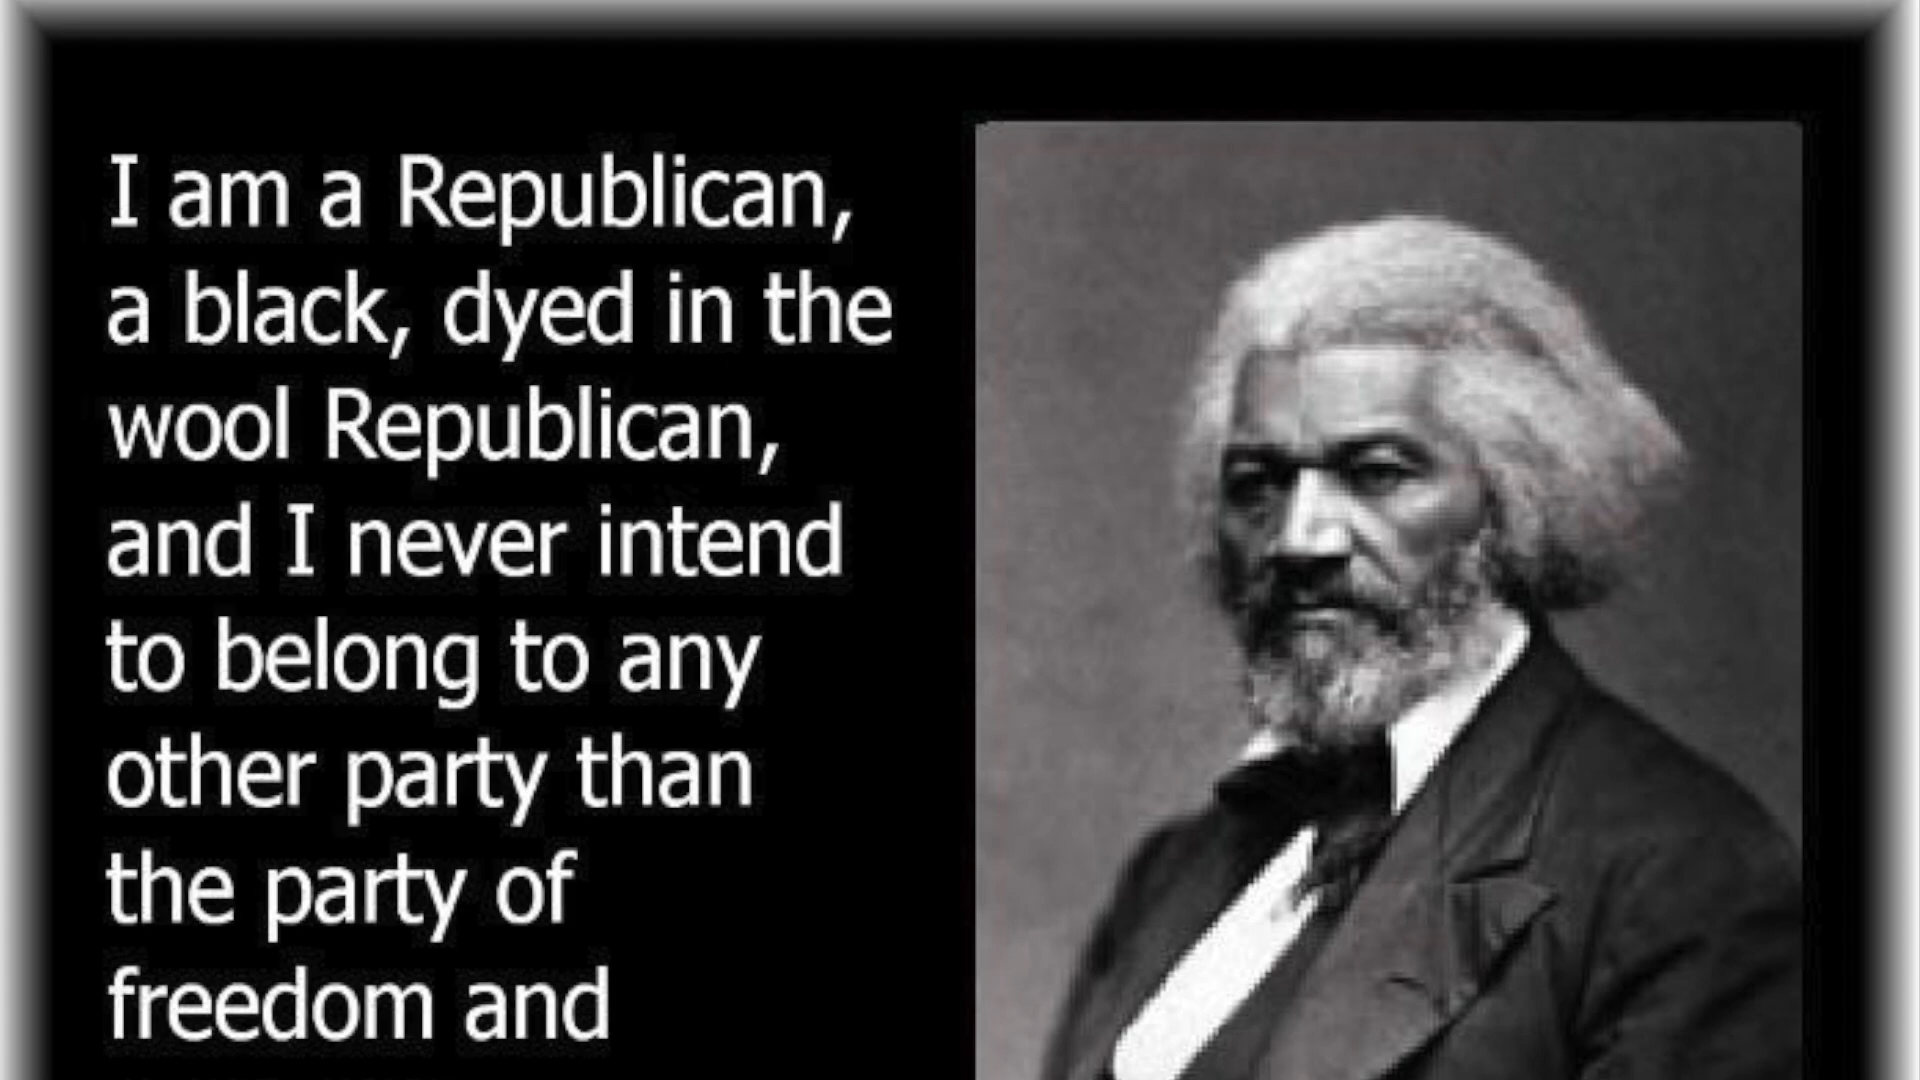 I am a Republican,
a black, dyed in the
wool Republican,
and I never intend
to belong to any
other party than
the party of
freedom and